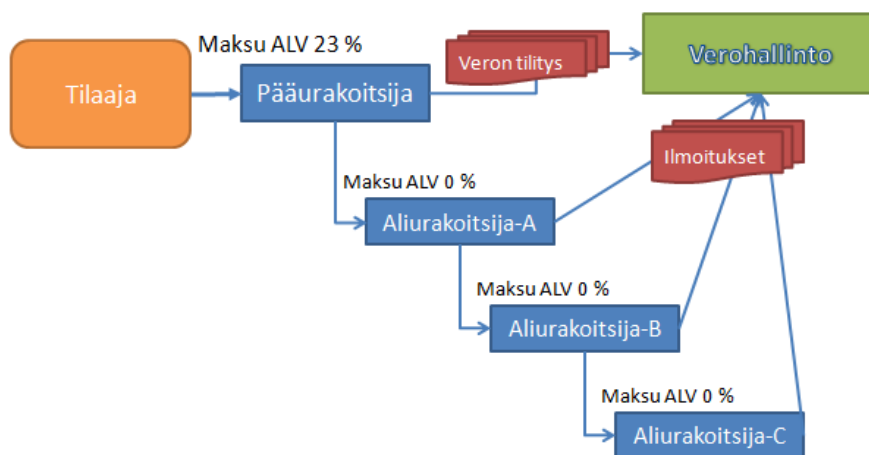 Maksu ALV 23 %
Tilaaja
Pääurakoitsija
Veron tilitys
Verohallinto
Ilmoitukset
Maksu ALV 0 %
Aliurakoitsija-A
Maksu ALV 0 %
Aliurakoitsija-B
Maksu ALV 0 %
Aliurakoitsija-C